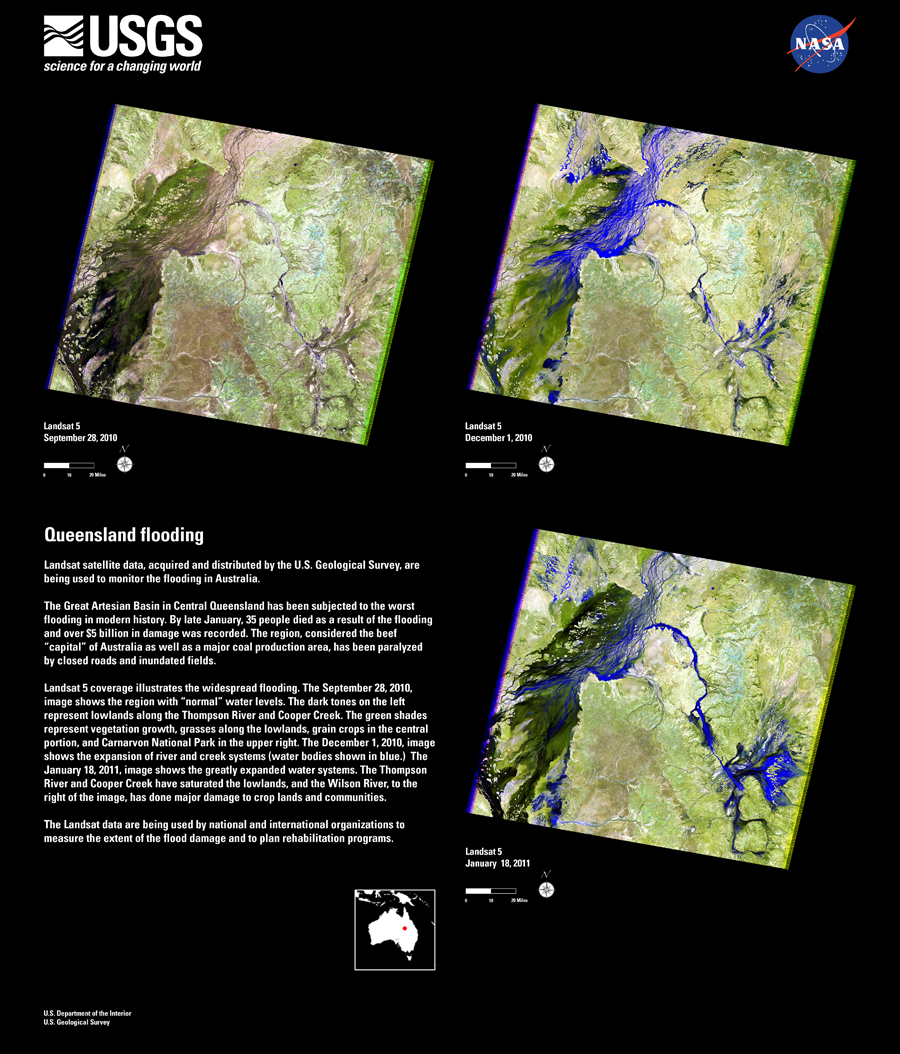 USGS
science for a changing world
NASA
Landsat 5
September 28, 2010
N
0 10 20 Miles
Landsat 5
December 1, 2010
N
0 10 20 Miles
Queensland flooding
Landsat satellite data, acquired and distributed by the U.S. Geological Survey, are
being used to monitor the flooding in Australia.
The Great Artesian Basin in Central Queensland has been subjected to the worst
flooding in modern history. By late January, 35 people died as a result of the flooding
and over $5 billion in damage was recorded. The region, considered the beef
“capital” of Australia as well as a major coal production area, has been paralyzed
by closed roads and inundated fields.
Landsat 5 coverage illustrates the widespread flooding. The September 28, 2010,
image shows the region with “normal” water levels. The dark tones on the left
represent lowlands along the Thompson River and Cooper Creek. The green shades
represent vegetation growth, grasses along the lowlands, grain crops in the central
portion, and Carnarvon National Park in the upper right. The December 1, 2010, image
shows the expansion of river and creek systems (water bodies shown in blue.) The
January 18, 2011, image shows the greatly expanded water systems. The Thompson
River and Cooper Creek have saturated the lowlands, and the Wilson River, to the
right of the image, has done major damage to crop lands and communities.
The Landsat data are being used by national and international organizations to
measure the extent of the flood damage and to plan rehabilitation programs.
Landsat 5
January 18, 2011
N
0 10 20 Miles
U.S. Department of the Interior
U.S. Geological Survey